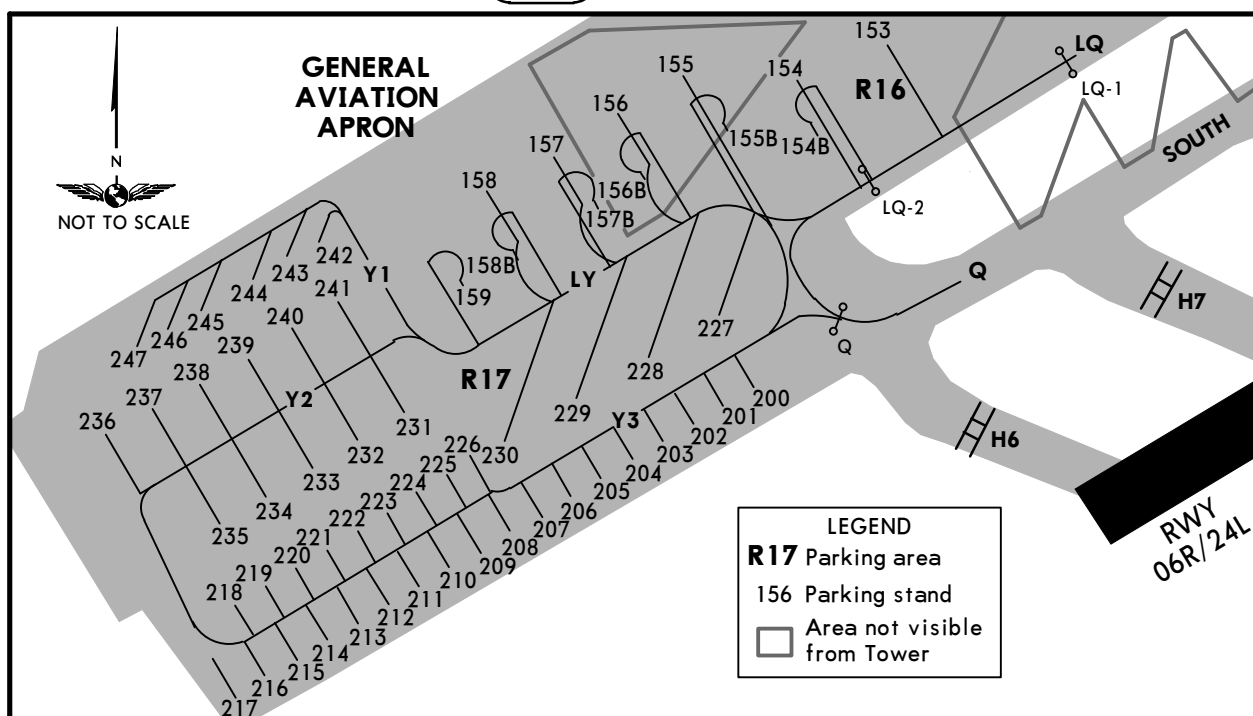 GENERAL
AVIATION
APRON
N
NOT TO SCALE
153
LQ
LQ-1
155
154
R16
156
155B
154B
SOUTH
157
156B
LQ-2
158
157B
LY
158B
159
Q
H7
242
243
241
Y1
244
245
246
247
240
239
238
237
236
Y2
R17
227
228
229
230
Q
Y3
200
201
202
203
204
205
206
207
208
209
210
211
212
213
214
215
216
217
231
232
233
234
235
226
225
224
223
222
221
220
219
218
H6
RWY
06R/24L
LEGEND
R17 Parking area
156 Parking stand
Area not visible
from Tower